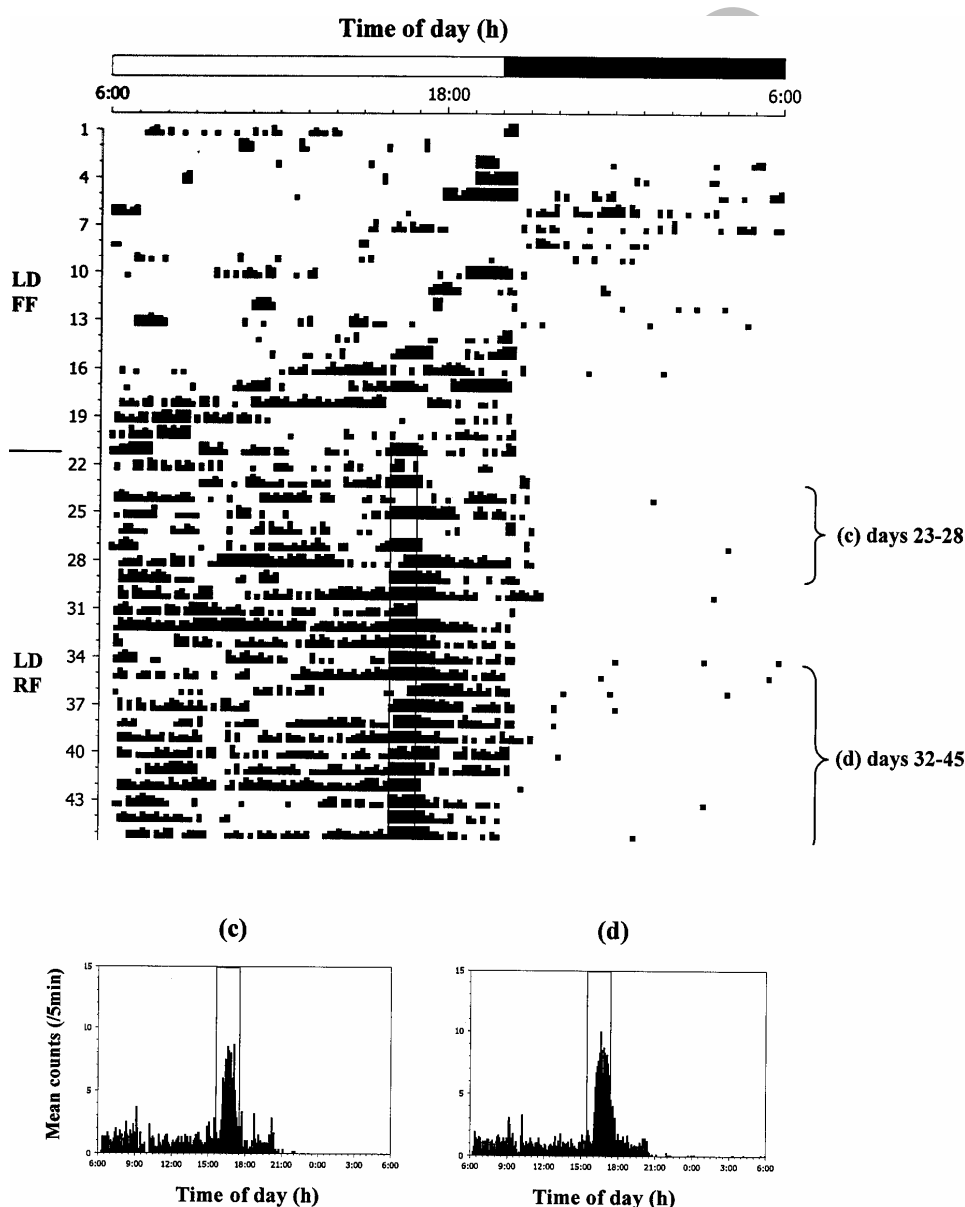 Time of day (h)
6:00 18:00 6:00
1
4
7
10
LD
FF
13
16
19
22
25
(c) days 23-28
28
31
34
LD
RF
37
40
(d) days 32-45
43
(c) (d)
Mean counts (/5min)
15
10
5
0
6:00 9:00 12:00 15:00 18:00 21:00 0:00 3:00 6:00
Time of day (h)
15
10
5
0
6:00 9:00 12:00 15:00 18:00 21:00 0:00 3:00 6:00
Time of day (h)